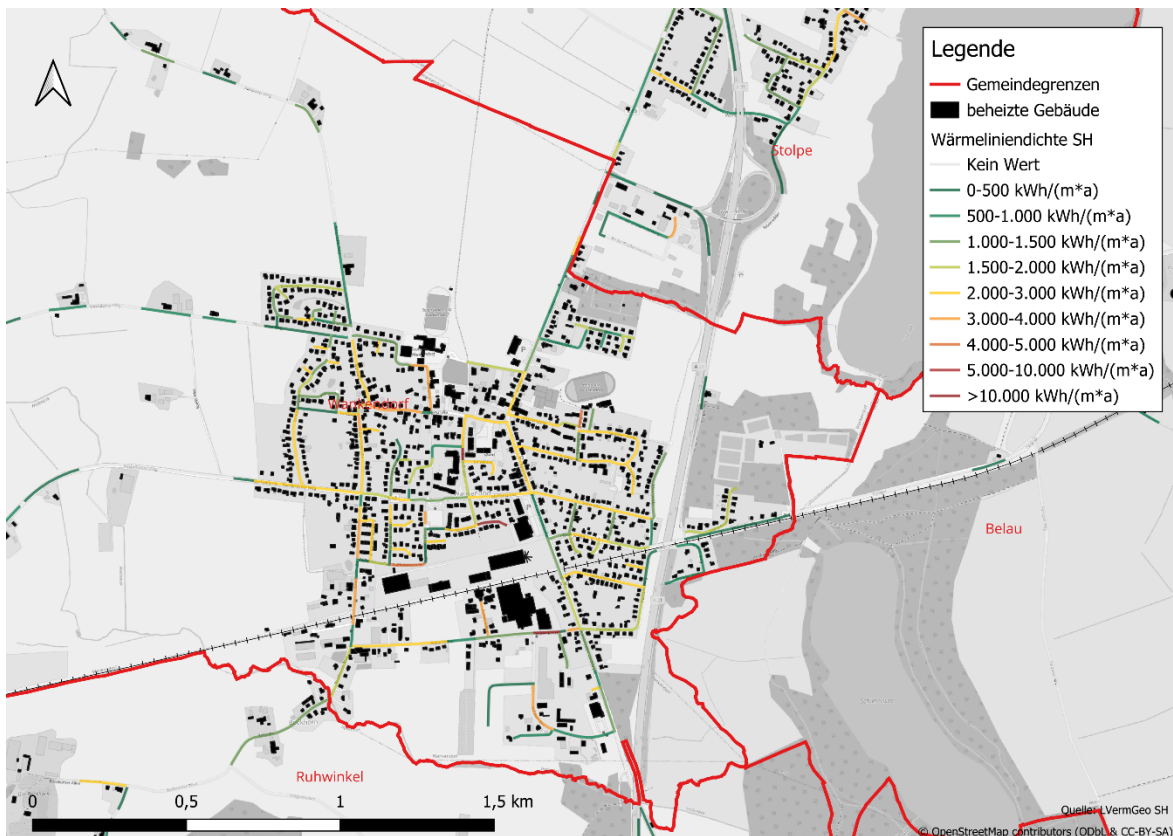 Legende
Gemeindegrenzen
beheizte Gebäude
Wärmeliniendichte SH
Kein Wert
0-500 kWh/(m*a)
500-1.000 kWh/(m*a)
1.000-1.500 kWh/(m*a)
1.500-2.000 kWh/(m*a)
2.000-3.000 kWh/(m*a)
3.000-4.000 kWh/(m*a)
4.000-5.000 kWh/(m*a)
5.000-10.000 kWh/(m*a)
>10.000 kWh/(m*a)
Stolpe
Wankendorf
Belau
Ruhwinkel
0 0,5 1 1,5 km
Quelle: LVermGeo SH
© OpenStreetMap contributors (ODbL & CC-BY-SA)